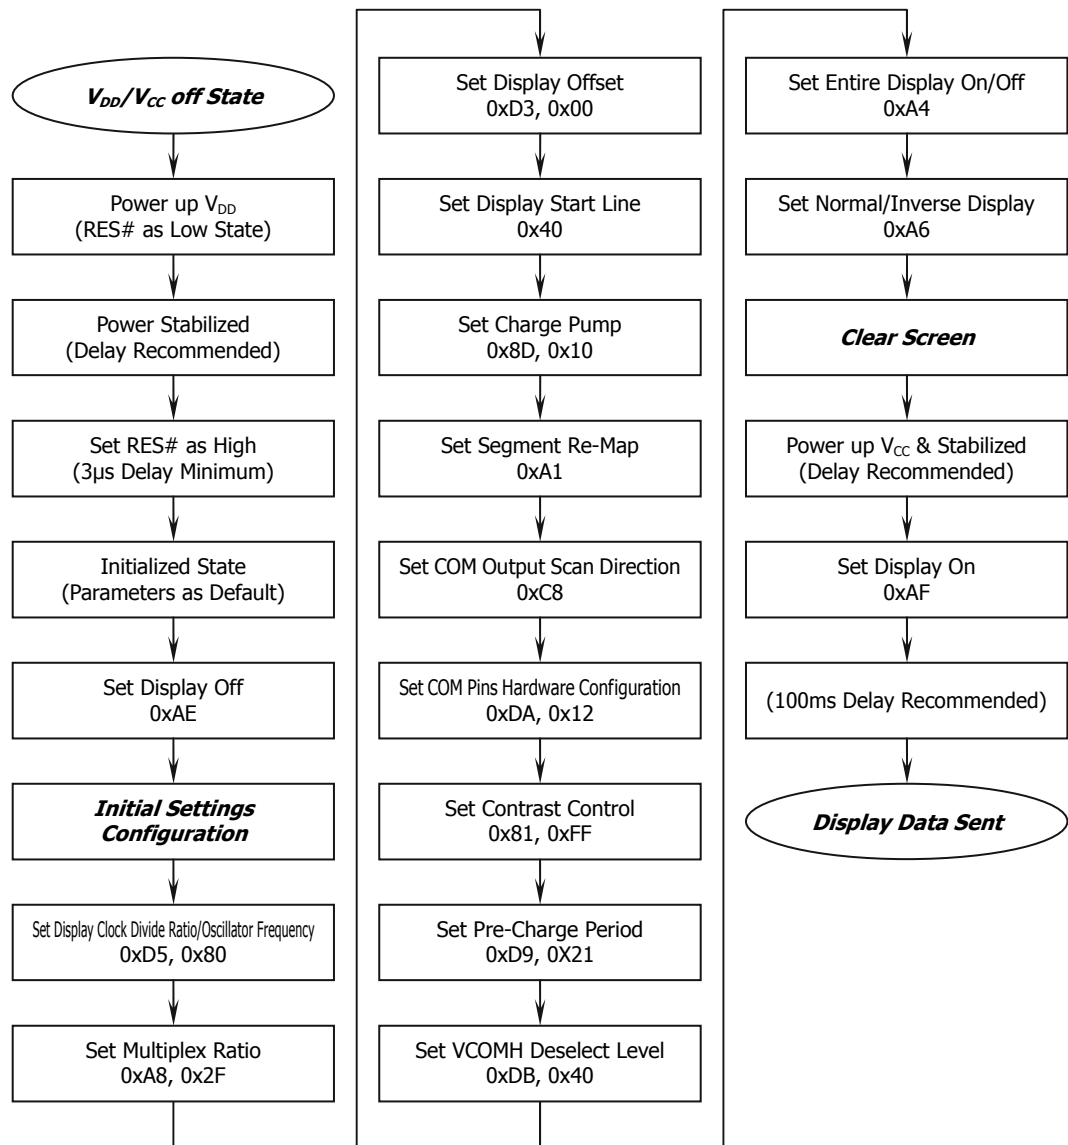 V_DD/V_CC off State
Power up V_DD
(RES# as Low State)
Power Stabilized
(Delay Recommended)
Set RES# as High
(3μs Delay Minimum)
Initialized State
(Parameters as Default)
Set Display Off
0xAE
Initial Settings
Configuration
Set Display Clock Divide Ratio/Oscillator Frequency
0xD5, 0x80
Set Multiplex Ratio
0xA8, 0x2F
Set Display Offset
0xD3, 0x00
Set Display Start Line
0x40
Set Charge Pump
0x8D, 0x10
Set Segment Re-Map
0xA1
Set COM Output Scan Direction
0xC8
Set COM Pins Hardware Configuration
0xDA, 0x12
Set Contrast Control
0x81, 0xFF
Set Pre-Charge Period
0xD9, 0X21
Set VCOMH Deselect Level
0xDB, 0x40
Set Entire Display On/Off
0xA4
Set Normal/Inverse Display
0xA6
Clear Screen
Power up V_CC & Stabilized
(Delay Recommended)
Set Display On
0xAF
(100ms Delay Recommended)
Display Data Sent